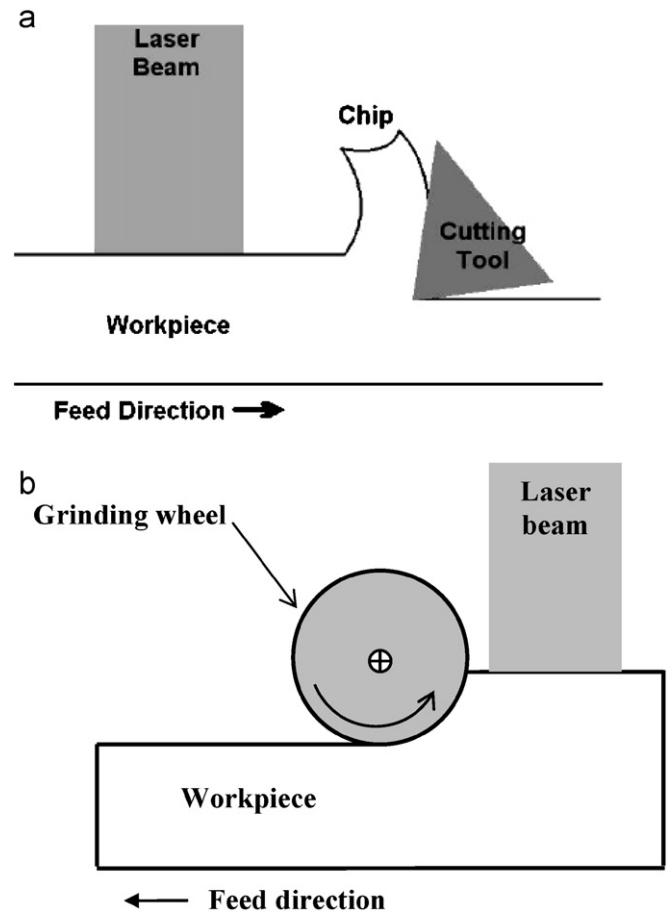 a
Laser
Beam
Chip
Cutting
Tool
Workpiece
Feed Direction
b
Grinding wheel
Laser
beam
Workpiece
Feed direction